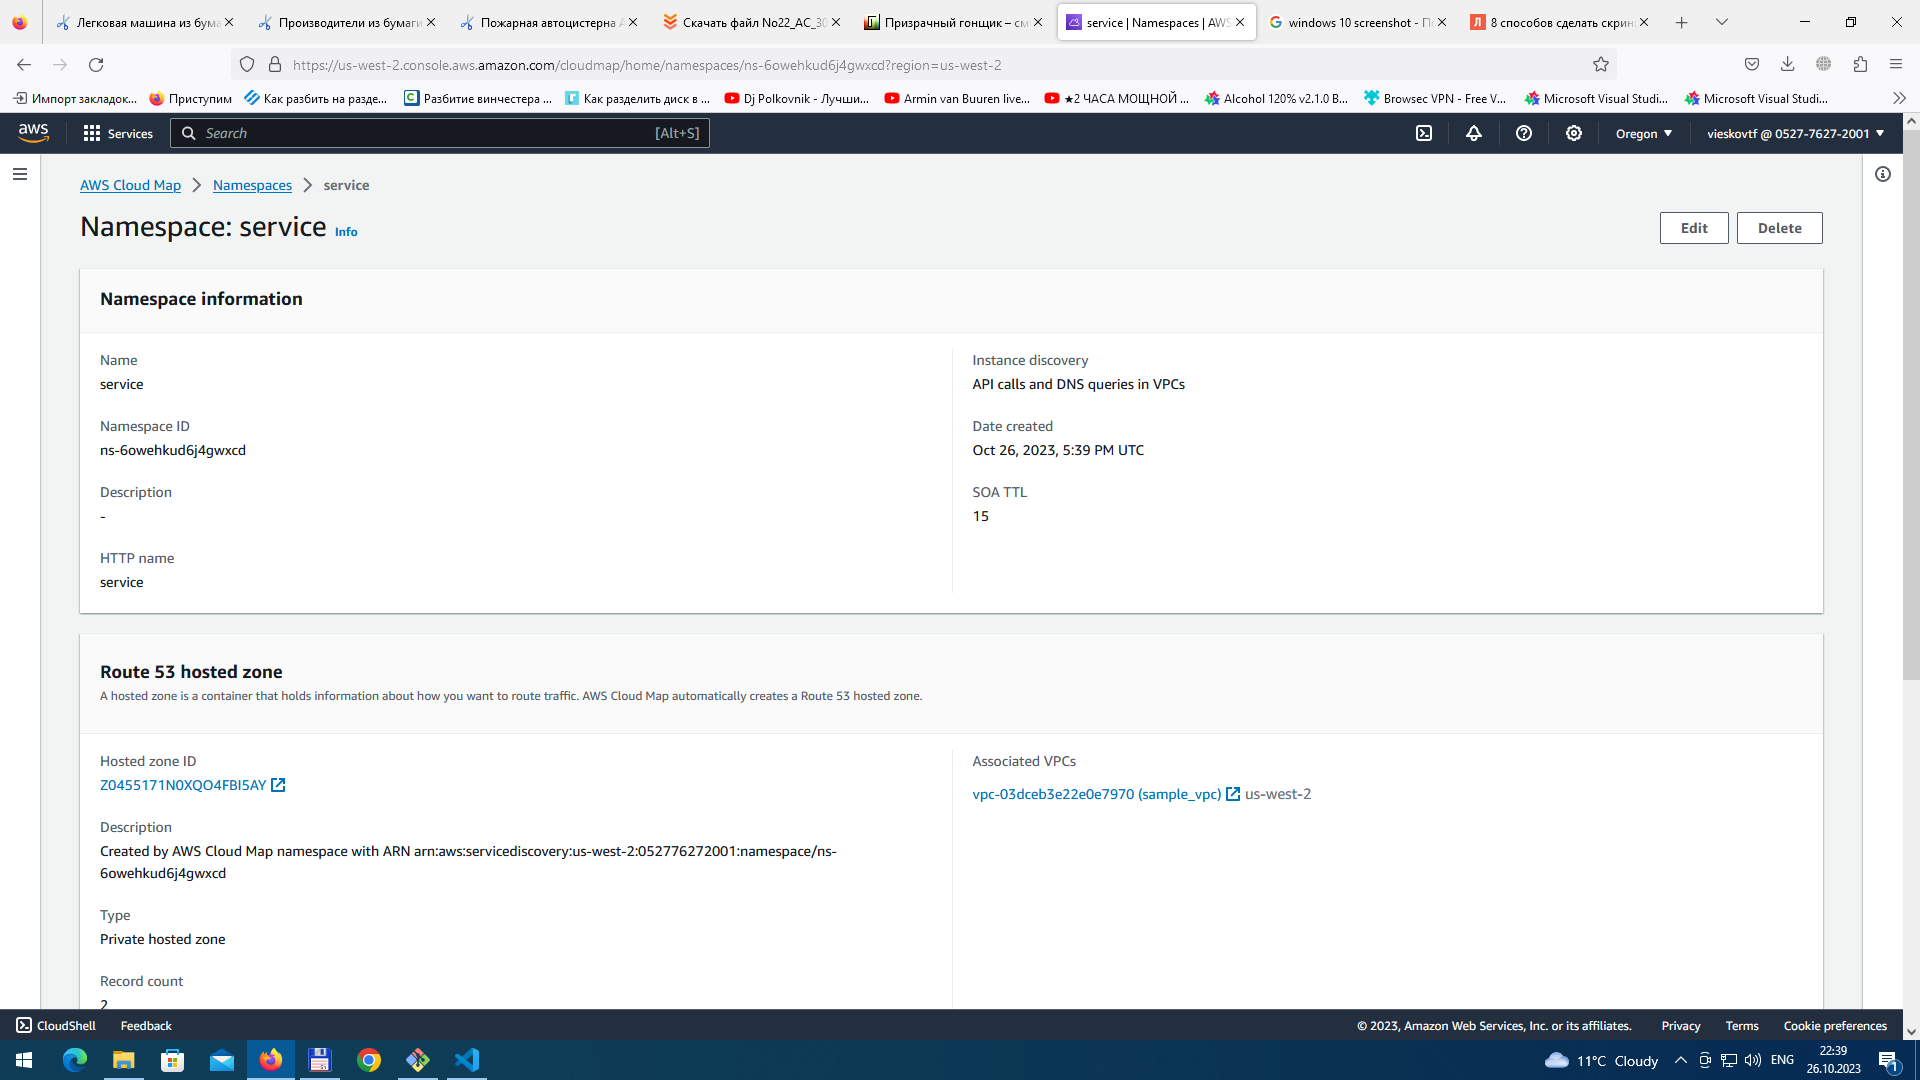 Легковая машина из бума
Производители из бумаги
Пожарная автоцистерна А
Скачать файл No22_AC_30
Призрачный гонщик – см
service | Namespaces | AWS
windows 10 screenshot - По
8 способов сделать скрин
https://us-west-2.console.aws.amazon.com/cloudmap/home/namespaces/ns-6owehkud6j4gwxcd?region=us-west-2
Импорт закладок...
Приступим
Как разбить на разде...
Разбитие винчестера ...
Как разделить диск в ...
Dj Polkovnik - Лучши...
Armin van Buuren live...
★2 ЧАСА МОЩНОЙ ...
Alcohol 120% v2.1.0 B...
Browsec VPN - Free V...
Microsoft Visual Studi...
Microsoft Visual Studi...
aws
Services
Search
[Alt+S]
Oregon
vieskovtf @ 0527-7627-2001
AWS Cloud Map
Namespaces
service
Namespace: service Info
Edit
Delete
Namespace information
Name
service
Namespace ID
ns-6owehkud6j4gwxcd
Description
-
HTTP name
service
Instance discovery
API calls and DNS queries in VPCs
Date created
Oct 26, 2023, 5:39 PM UTC
SOA TTL
15
Route 53 hosted zone
A hosted zone is a container that holds information about how you want to route traffic. AWS Cloud Map automatically creates a Route 53 hosted zone.
Hosted zone ID
Z0455171N0XQO4FBI5AY
Description
Created by AWS Cloud Map namespace with ARN arn:aws:servicediscovery:us-west-2:052776272001:namespace/ns-
6owehkud6j4gwxcd
Type
Private hosted zone
Record count
2
Associated VPCs
vpc-03dceb3e22e0e7970 (sample_vpc) us-west-2
CloudShell
Feedback
© 2023, Amazon Web Services, Inc. or its affiliates.
Privacy
Terms
Cookie preferences
11°C Cloudy
ENG
22:39
26.10.2023
1